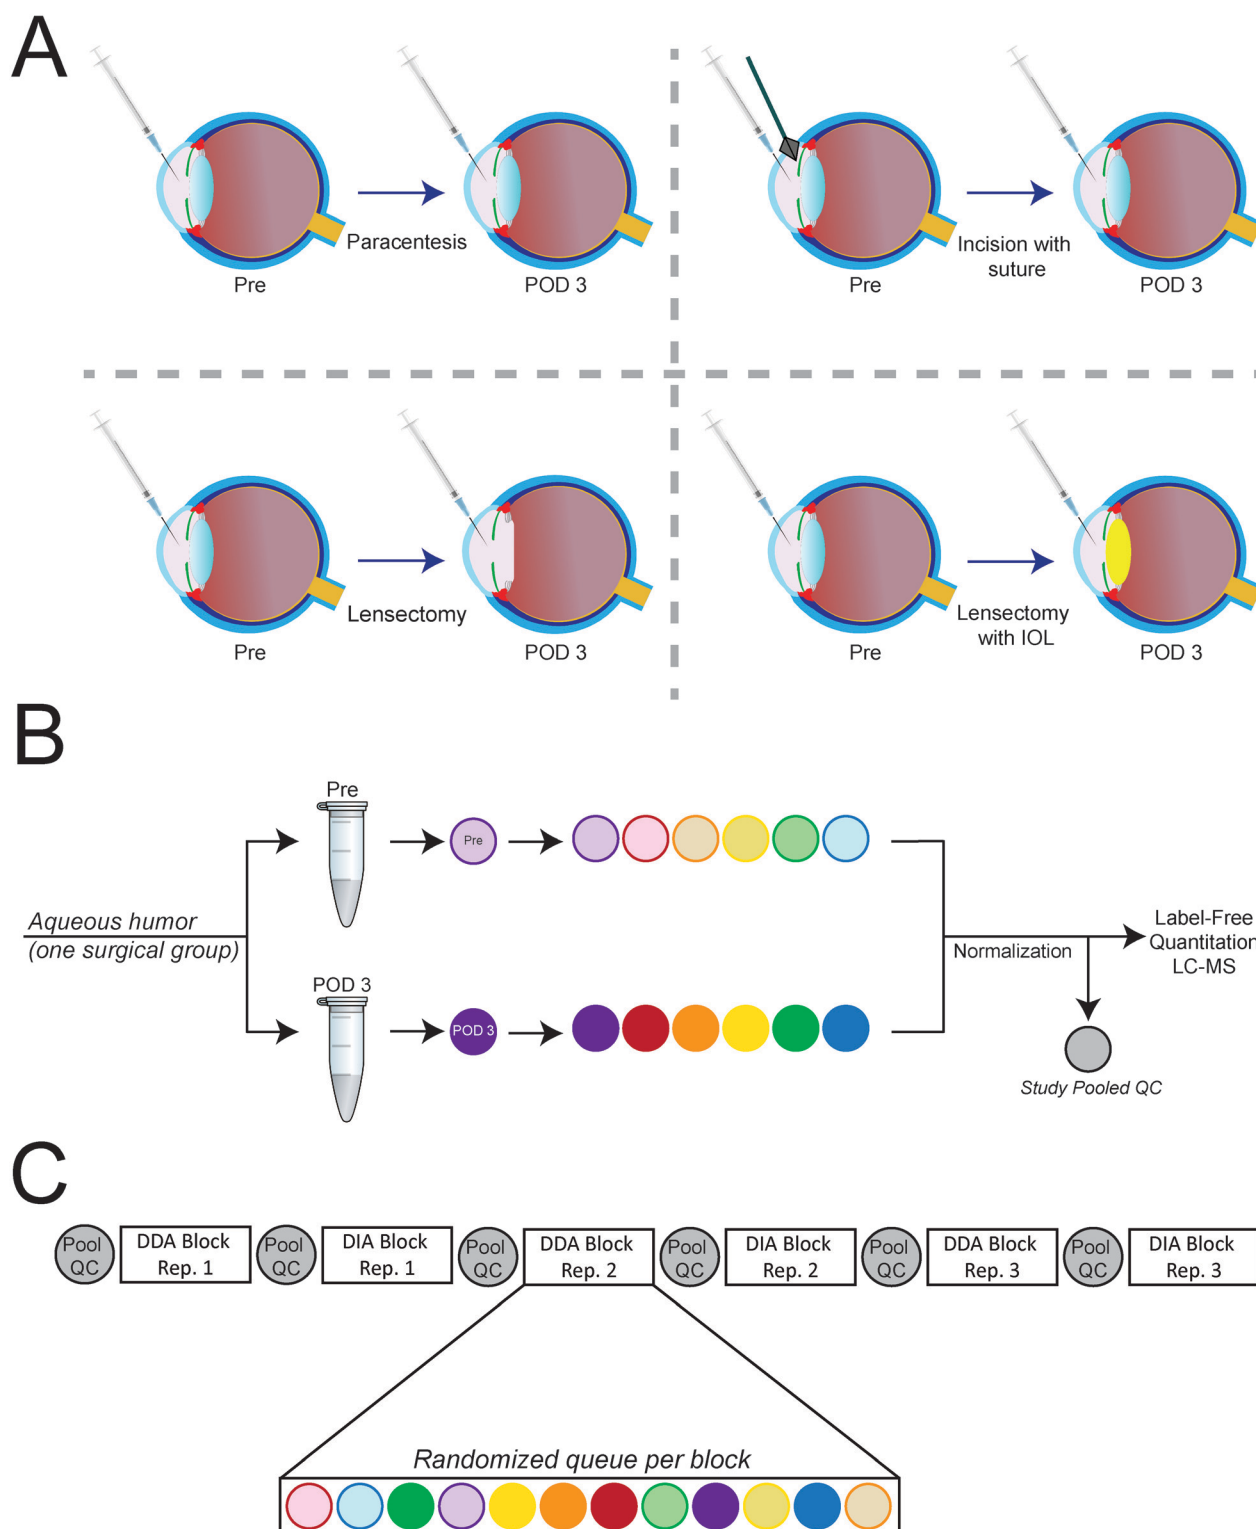 A
Paracentesis
Pre
POD 3
Incision with
suture
Pre
POD 3
Lensectomy
Pre
POD 3
Lensectomy
with IOL
Pre
POD 3
B
Pre
Pre
Aqueous humor
(one surgical group)
POD 3
POD 3
Normalization
Label-Free
Quantitation
LC-MS
Study Pooled QC
C
Pool
QC
DDA Block
Rep. 1
Pool
QC
DIA Block
Rep. 1
Pool
QC
DDA Block
Rep. 2
Pool
QC
DIA Block
Rep. 2
Pool
QC
DDA Block
Rep. 3
Pool
QC
DIA Block
Rep. 3
Randomized queue per block